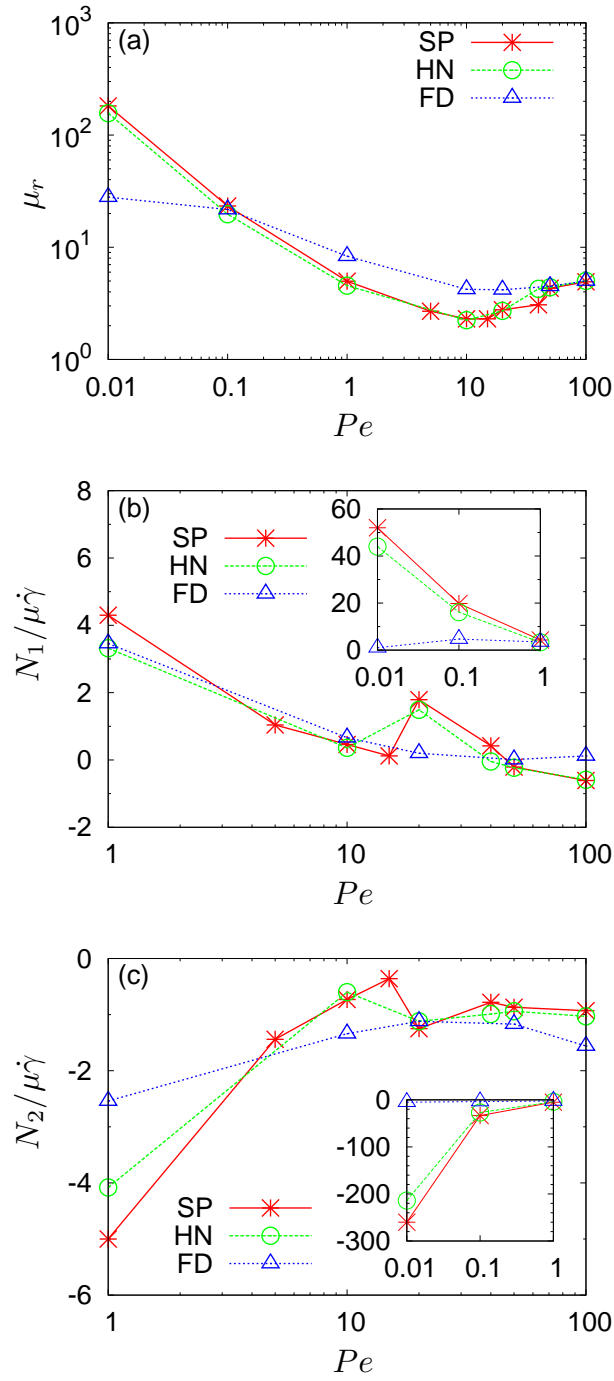 (a)
SP
HN
FD
10^3
10^2
10^1
10^0
μ_r
0.01 0.1 1 10 100
Pe
(b)
SP
HN
FD
8
6
4
2
0
-2
N_1/μγ̇
60
40
20
0
0.01 0.1 1
1 10 100
Pe
(c)
0
-2
-4
-6
N_2/μγ̇
SP
HN
FD
0
-100
-200
-300
0.01 0.1 1
1 10 100
Pe